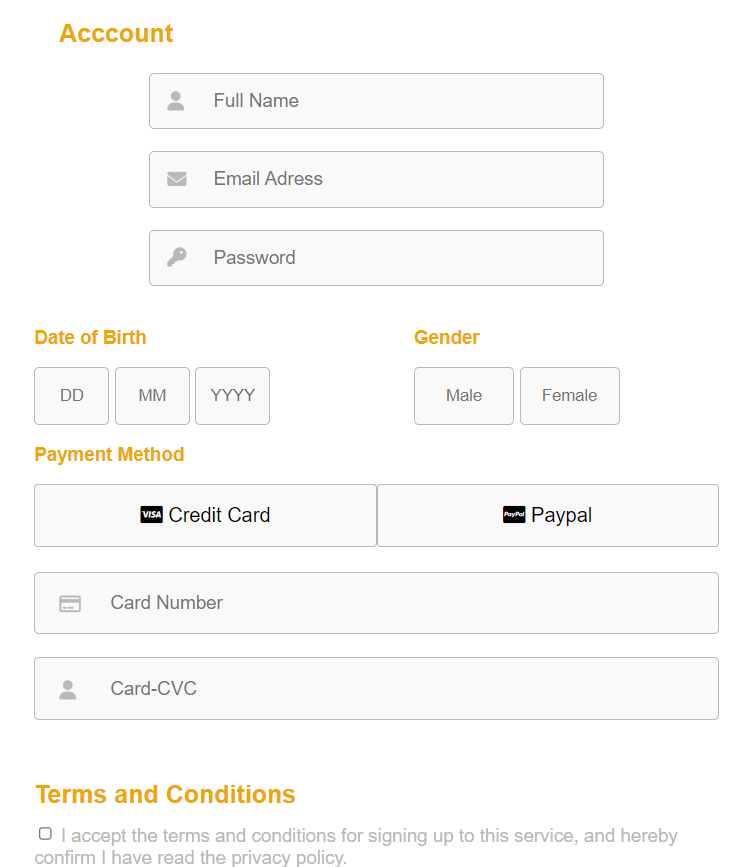 Acccount
Full Name
Email Adress
Password
Date of Birth
Gender
DD MM YYYY
Male Female
Payment Method
VISA Credit Card
PayPal Paypal
Card Number
Card-CVC
Terms and Conditions
I accept the terms and conditions for signing up to this service, and hereby
confirm I have read the privacy policy.